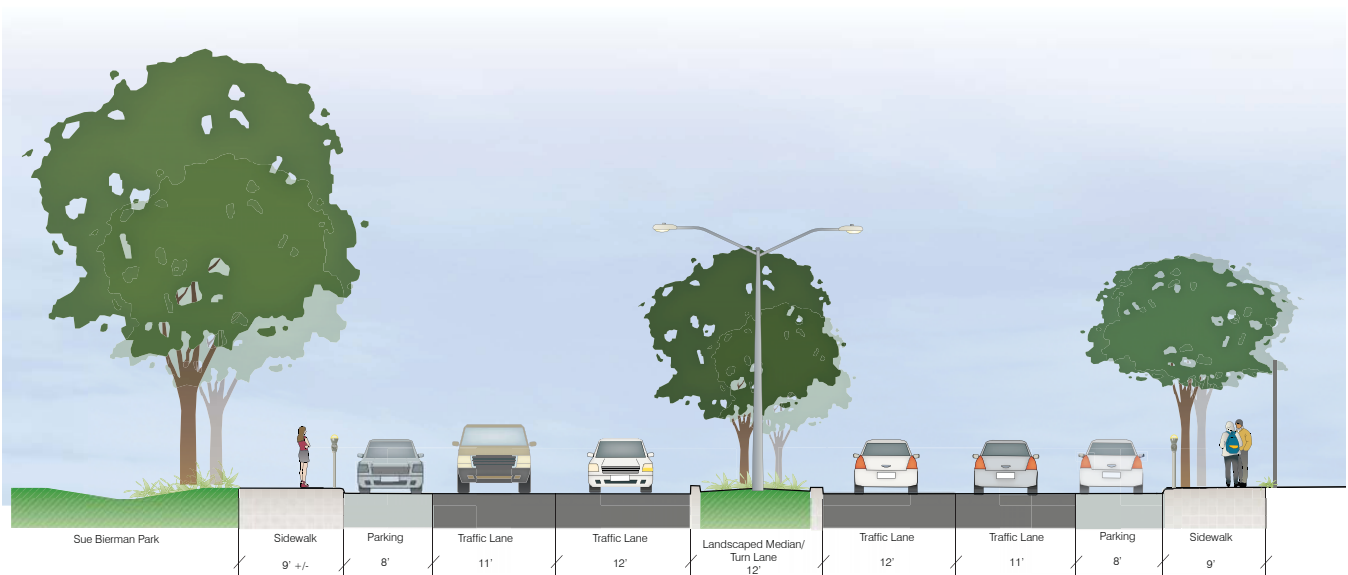 Sue Bierman Park
Sidewalk
9’ +/-
Parking
8’
Traffic Lane
11’
Traffic Lane
12’
Landscaped Median/
Turn Lane
12’
Traffic Lane
12’
Traffic Lane
11’
Parking
8’
Sidewalk
9’